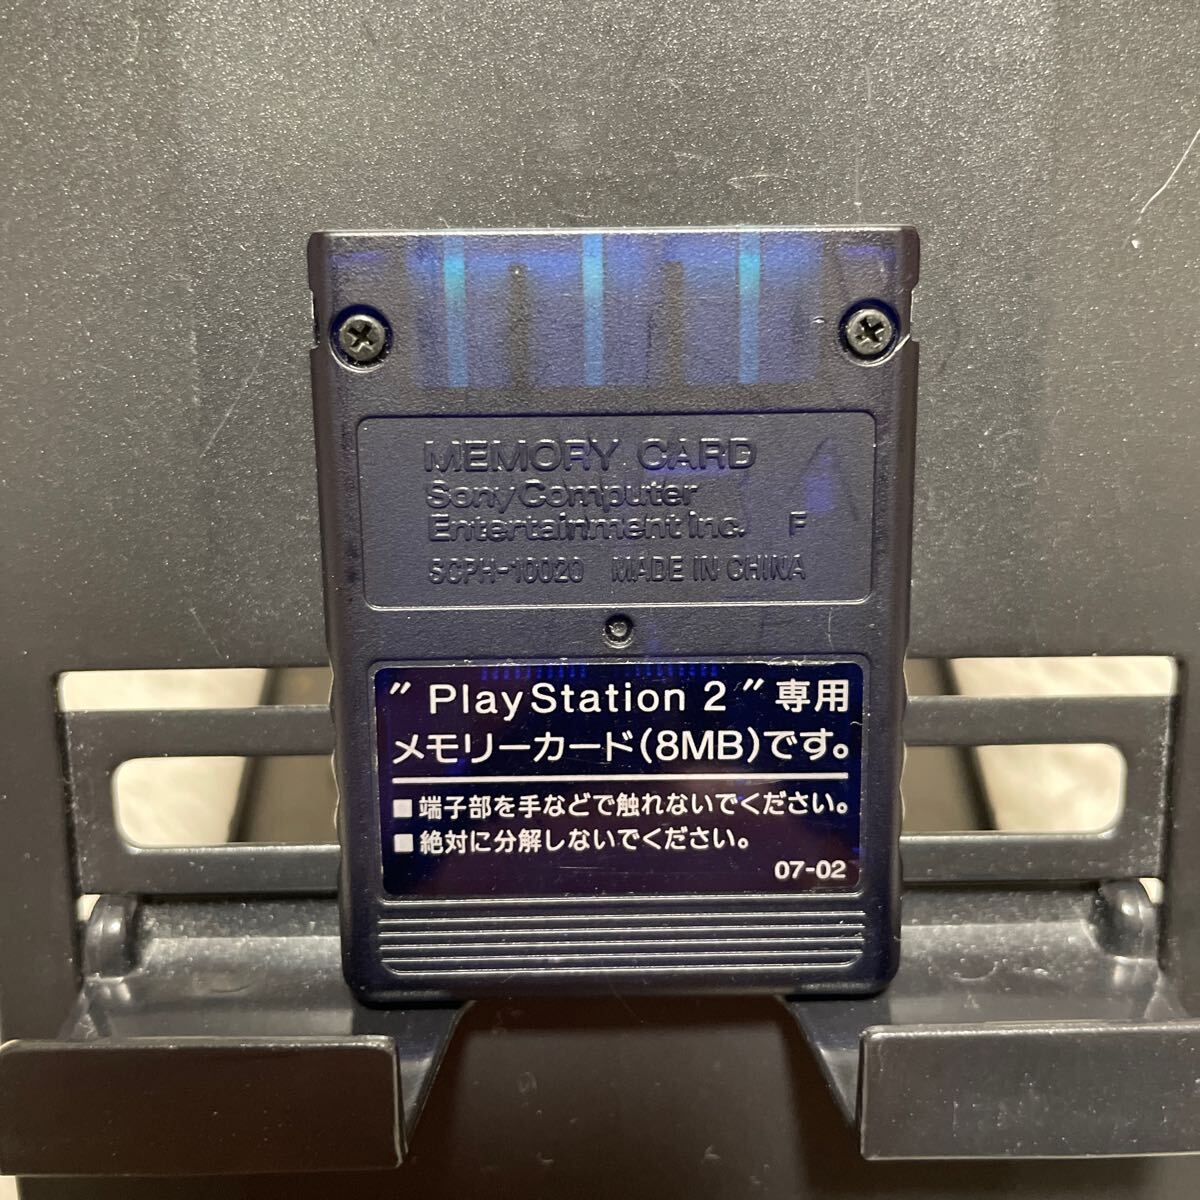 MEMORY CARD
Sony Computer
Entertainment Inc. F
SCPH-10020 MADE IN CHINA
"PlayStation 2"専用
メモリーカード(8MB)です。
■端子部を手などで触れないでください。
■絶対に分解しないでください。
07-02